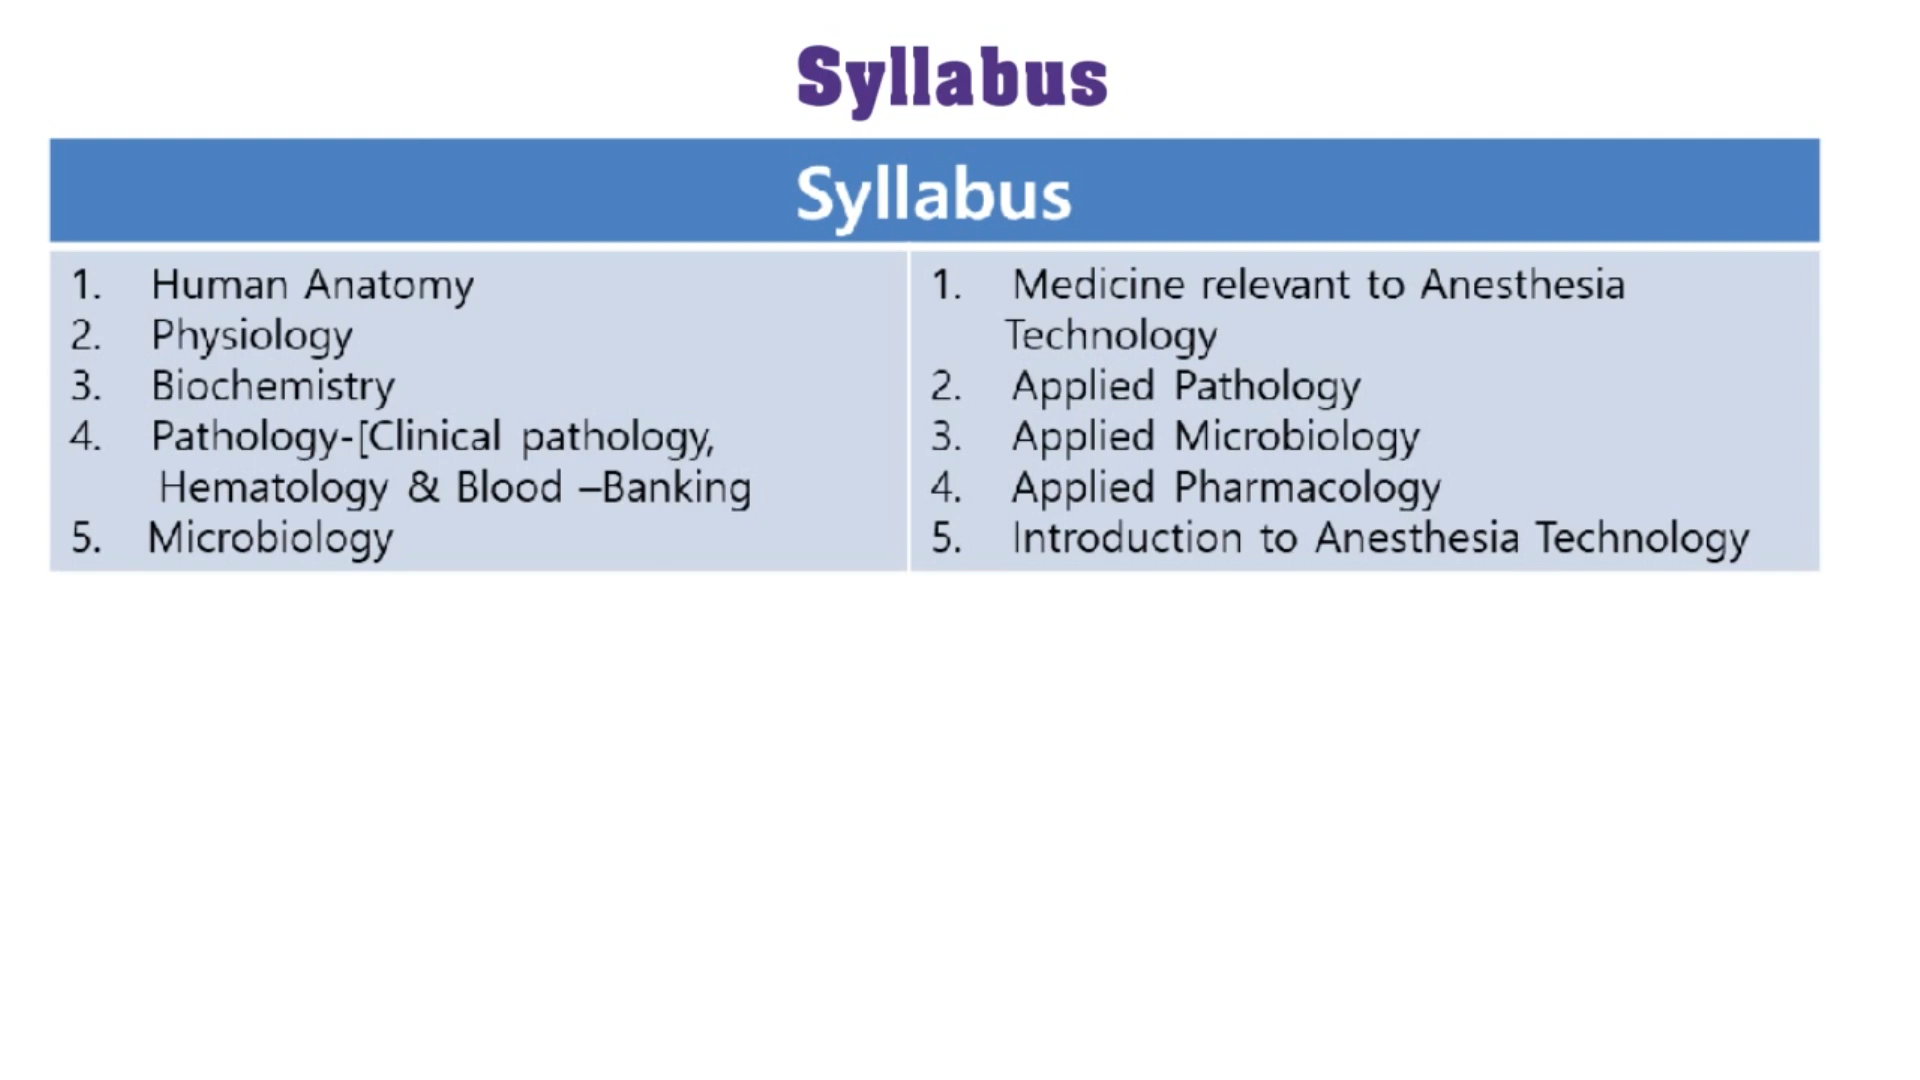 Syllabus
Syllabus
1. Human Anatomy
2. Physiology
3. Biochemistry
4. Pathology-[Clinical pathology,
Hematology & Blood –Banking
5. Microbiology
1. Medicine relevant to Anesthesia
Technology
2. Applied Pathology
3. Applied Microbiology
4. Applied Pharmacology
5. Introduction to Anesthesia Technology